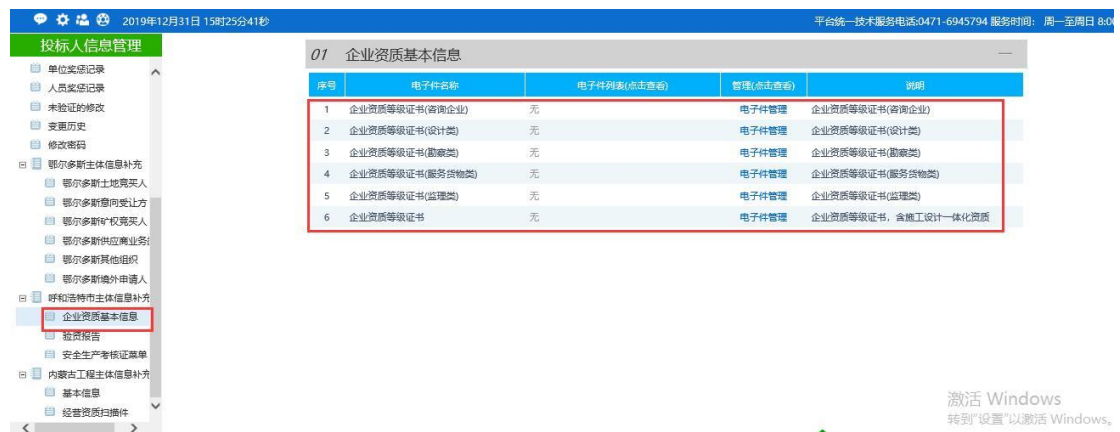 2019年12月31日 15时25分41秒
平台统一技术服务电话:0471-6945794 服务时间： 周一至周日 8:00
投标人信息管理
单位奖惩记录
人员奖惩记录
未验证的修改
变更历史
修改密码
鄂尔多斯主体信息补充
鄂尔多斯土地竞买人
鄂尔多斯意向受让方
鄂尔多斯矿权竞买人
鄂尔多斯供应商业务
鄂尔多斯其他组织
鄂尔多斯境外申请人
呼和浩特市主体信息补充
企业资质基本信息
验资报告
安全生产考核证菜单
内蒙古工程主体信息补充
基本信息
经营资质扫描件
01 企业资质基本信息
序号 电子件名称 电子件列表(点击查看) 管理(点击查看) 说明
1 企业资质等级证书(咨询企业) 无 电子件管理 企业资质等级证书(咨询企业)
2 企业资质等级证书(设计类) 无 电子件管理 企业资质等级证书(设计类)
3 企业资质等级证书(勘察类) 无 电子件管理 企业资质等级证书(勘察类)
4 企业资质等级证书(服务货物类) 无 电子件管理 企业资质等级证书(服务货物类)
5 企业资质等级证书(监理类) 无 电子件管理 企业资质等级证书(监理类)
6 企业资质等级证书 无 电子件管理 企业资质等级证书，含施工设计一体化资质
激活 Windows
转到"设置"以激活 Windows。